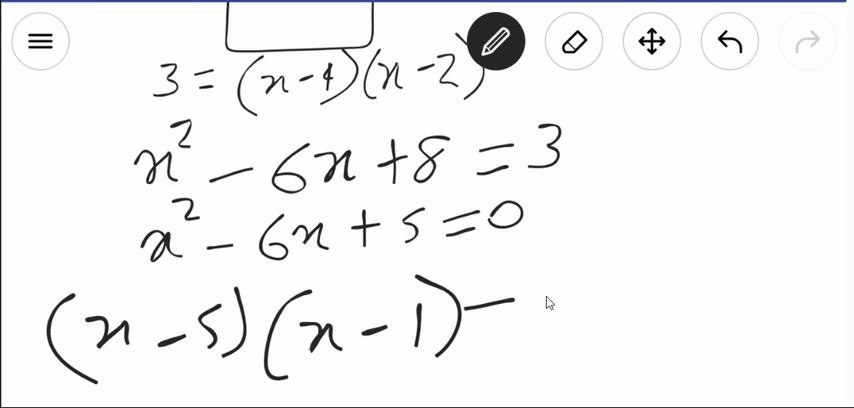 3 = (x-4)(x-2)
x² - 6x + 8 = 3
x² - 6x + 5 = 0
(x - 5)(x - 1) -